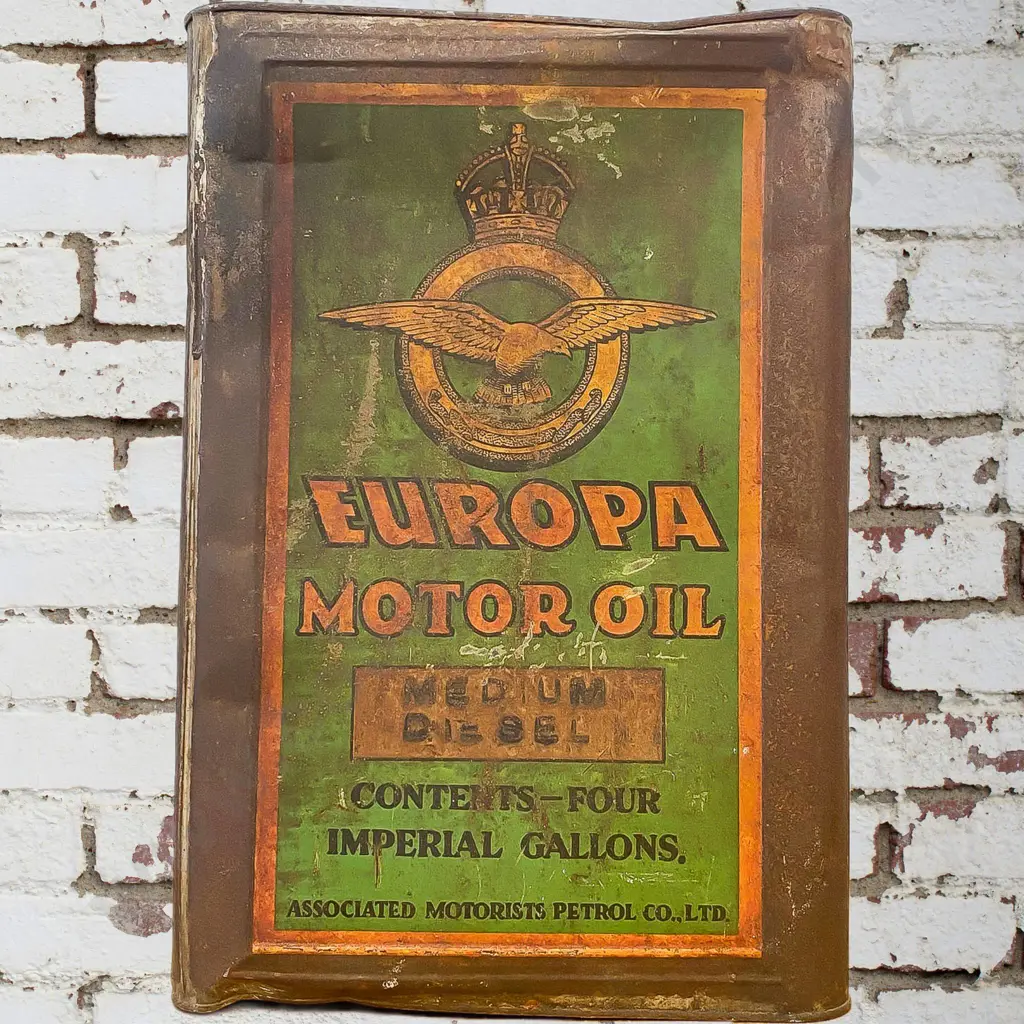 EUROPA
MOTOR OIL
MEDIUM
DIESEL
CONTENTS–FOUR
IMPERIAL GALLONS.
ASSOCIATED MOTORISTS PETROL CO., LTD.